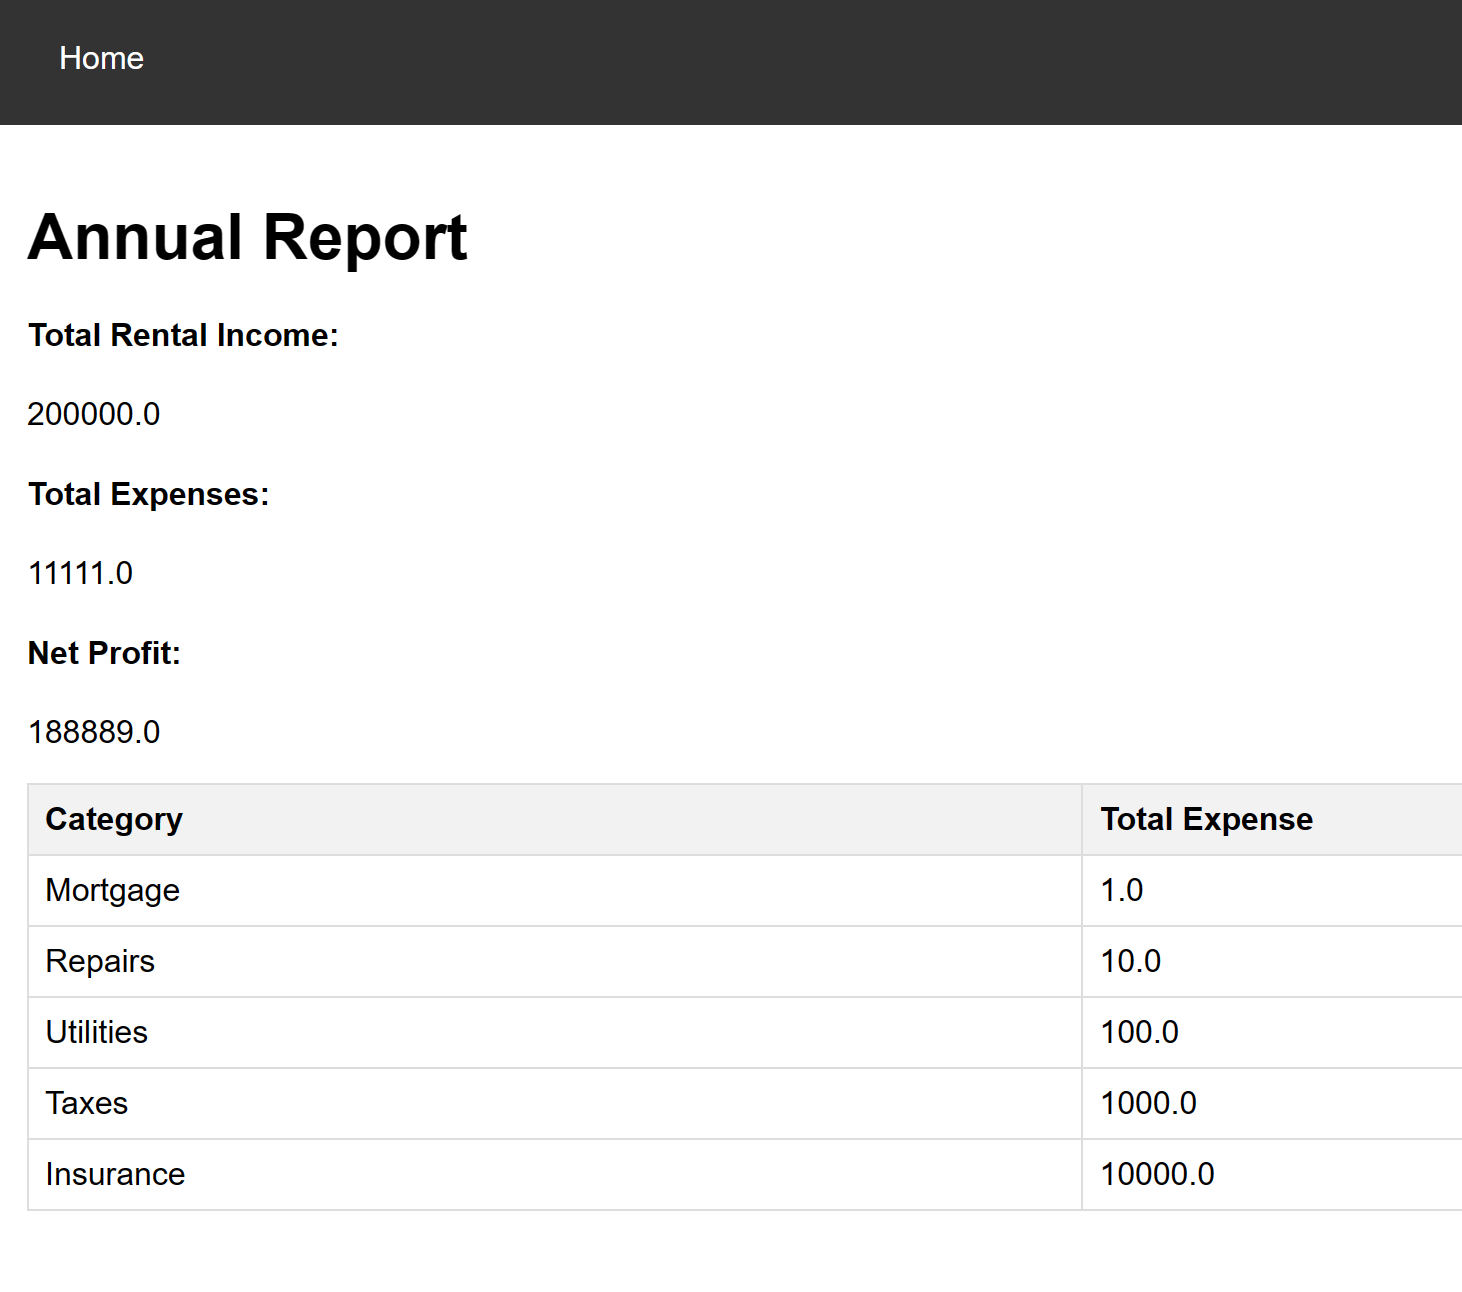 Home
Annual Report
Total Rental Income:
200000.0
Total Expenses:
11111.0
Net Profit:
188889.0
Category Total Expense
Mortgage 1.0
Repairs 10.0
Utilities 100.0
Taxes 1000.0
Insurance 10000.0